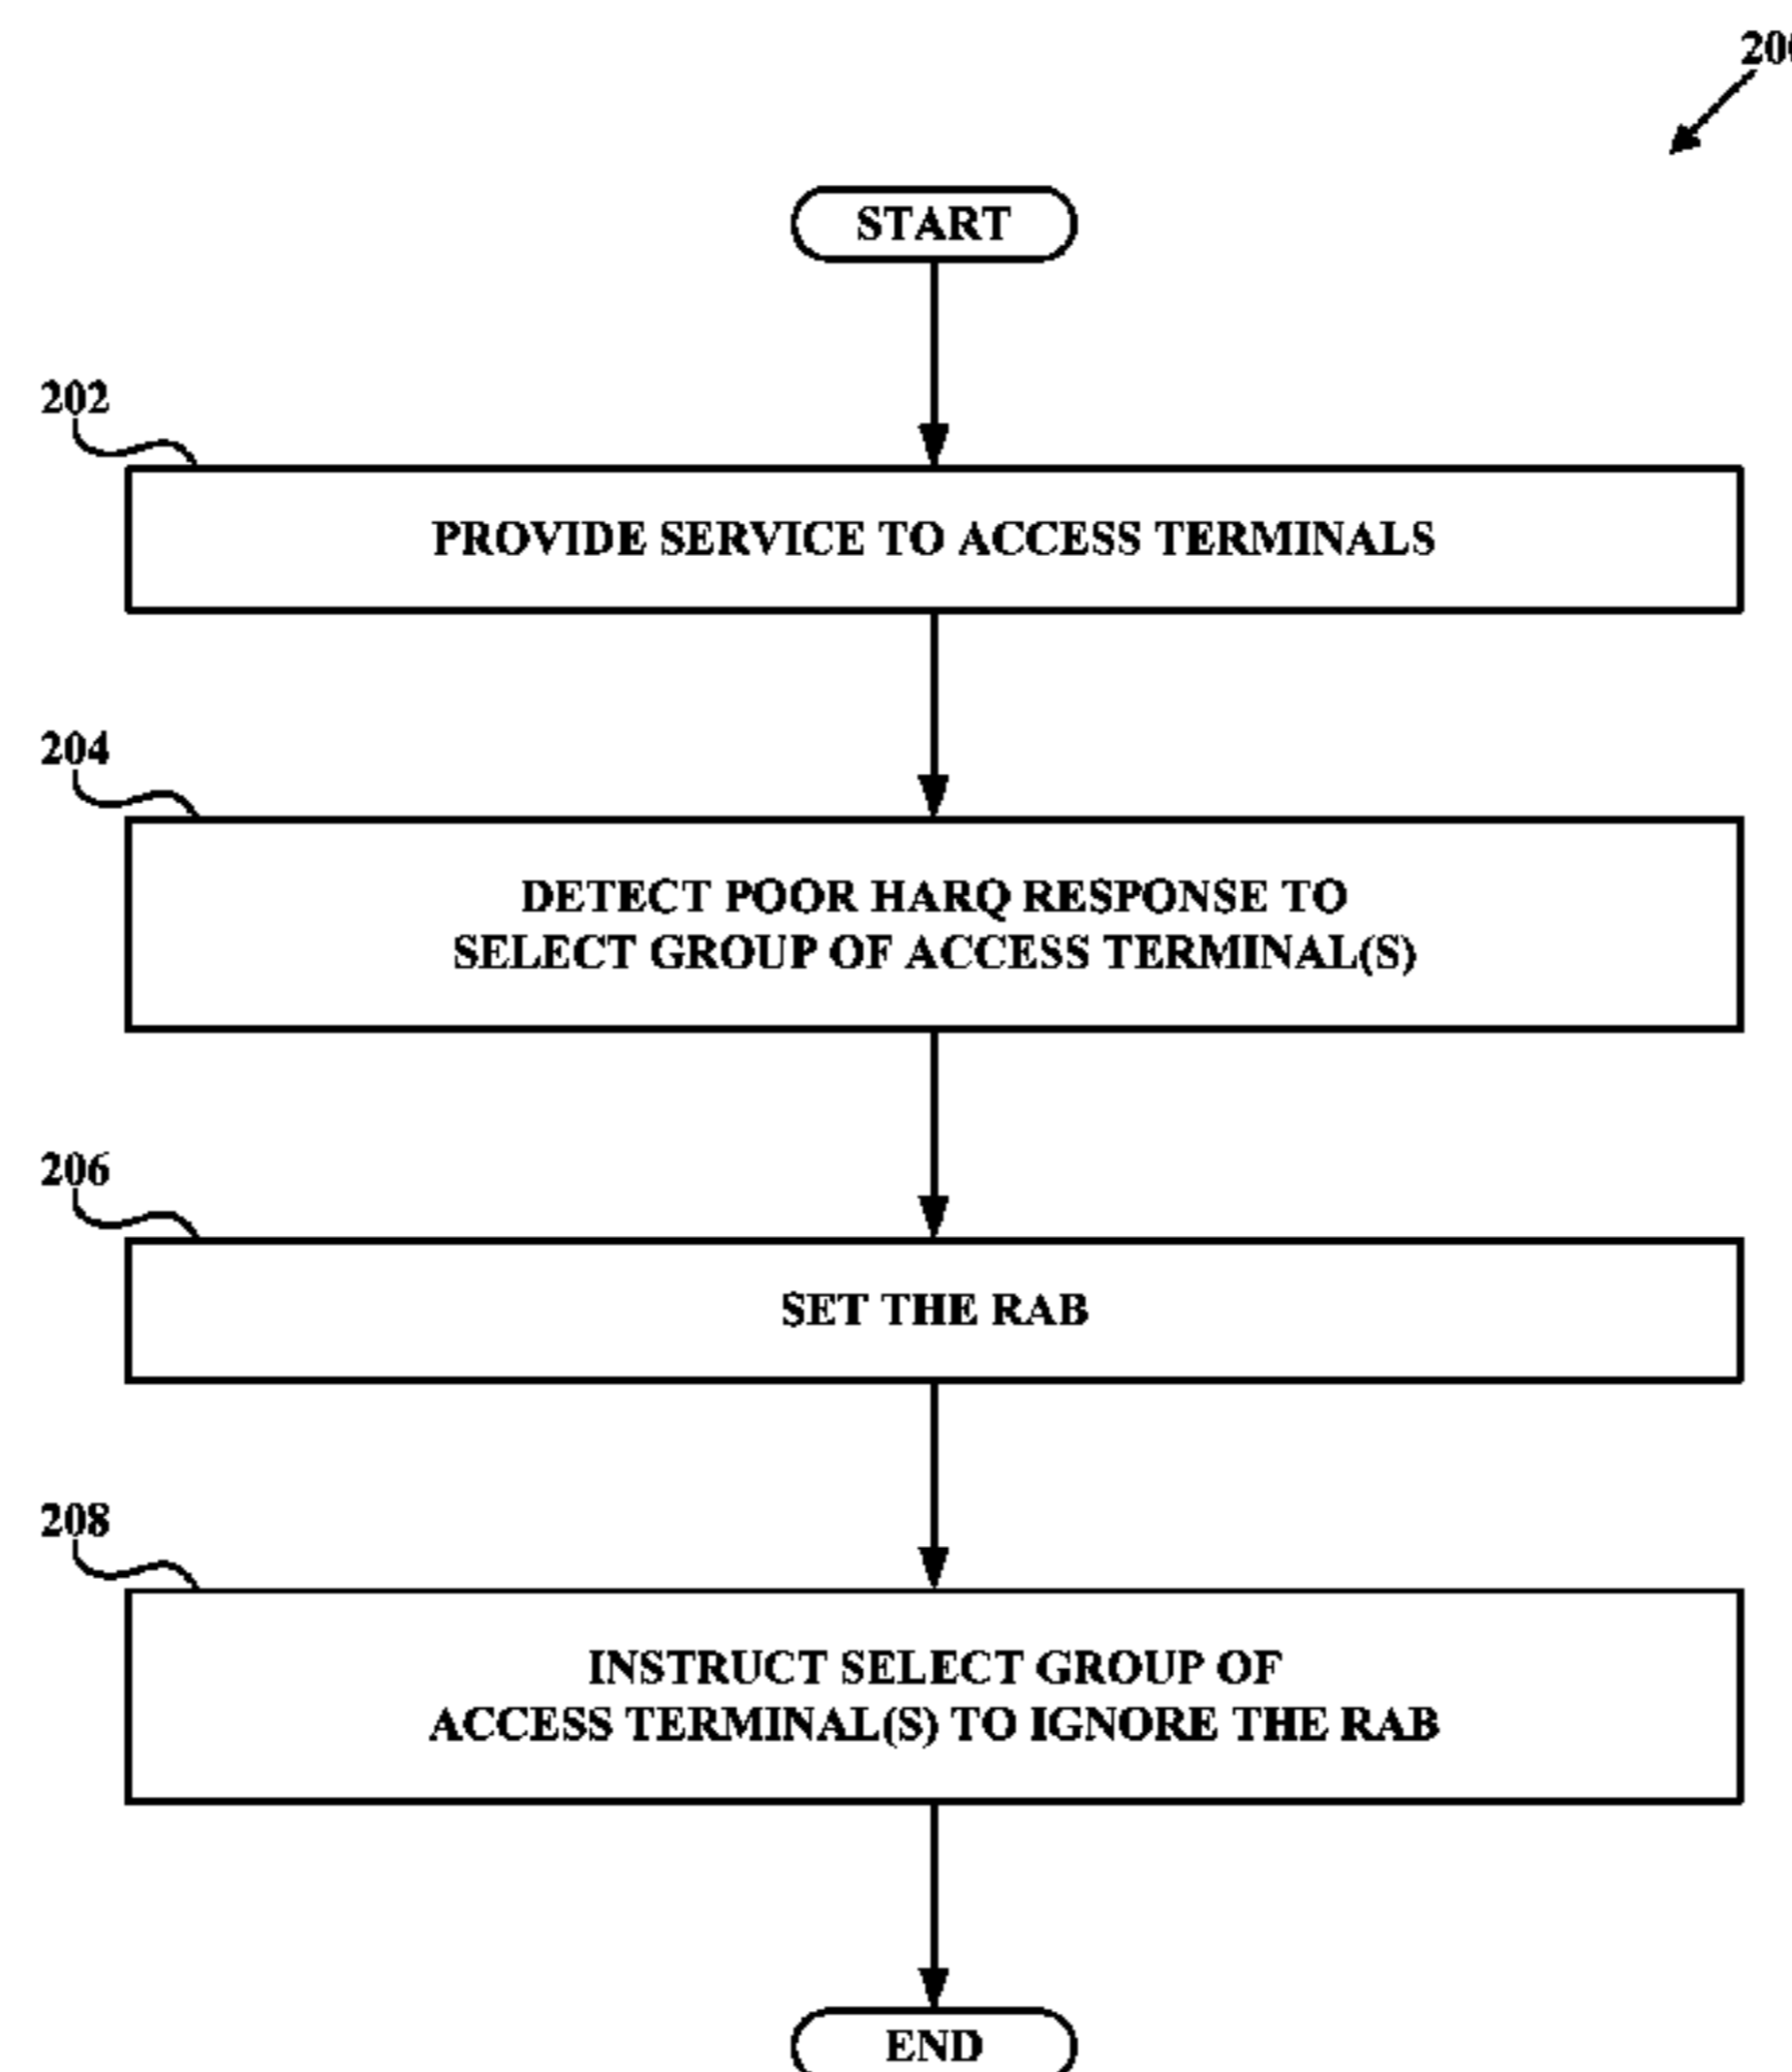 START
202
PROVIDE SERVICE TO ACCESS TERMINALS
204
DETECT POOR HARQ RESPONSE TO
SELECT GROUP OF ACCESS TERMINAL(S)
206
SET THE RAB
208
INSTRUCT SELECT GROUP OF
ACCESS TERMINAL(S) TO IGNORE THE RAB
END